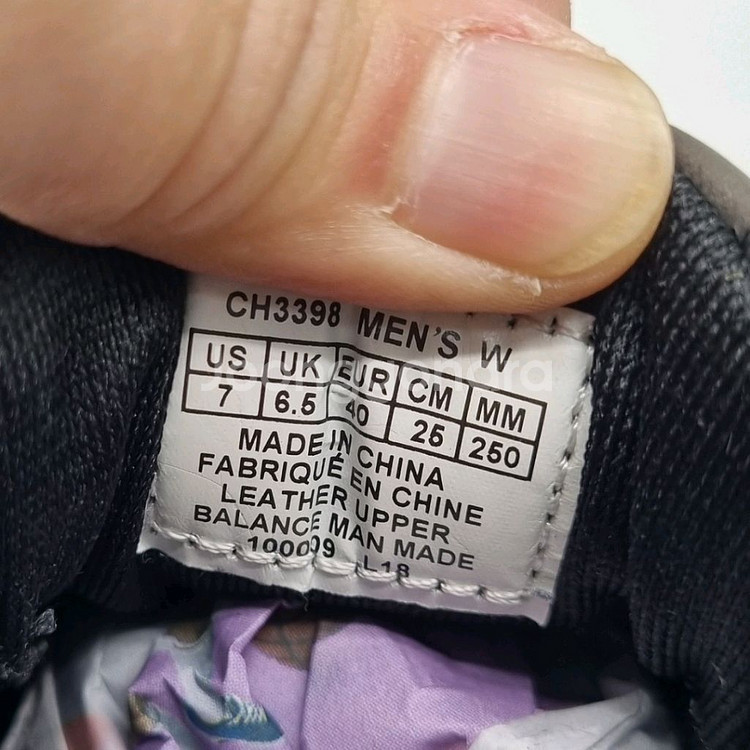 CH3398 MEN'S W
US UK EUR CM MM
7 6.5 40 25 250
MADE IN CHINA
FABRIQUÉ EN CHINE
LEATHER UPPER
BALANCE MAN MADE
L18